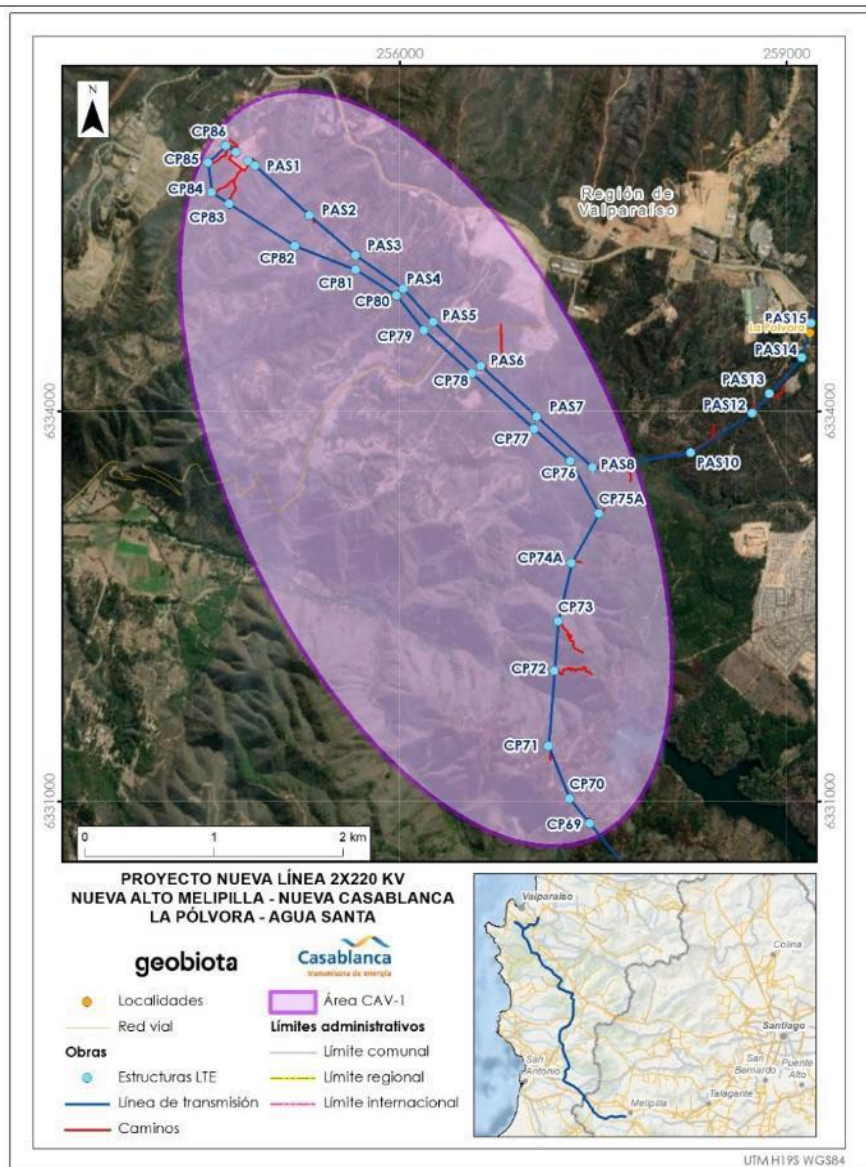 256000
259000
N
CP86
CP85
PAS1
CP84
CP83
Región de
Valparaíso
PAS2
CP82
PAS3
CP81
PAS4
CP80
PAS5
CP79
PAS15
La Pólvora
PAS14
PAS6
CP78
PAS13
PAS7
PAS12
CP77
6334000
6334000
CP76
PAS8
PAS10
CP75A
CP74A
CP73
CP72
CP71
CP70
6331000
6331000
CP69
0 1 2 km
PROYECTO NUEVA LÍNEA 2X220 KV
NUEVA ALTO MELIPILLA - NUEVA CASABLANCA
LA PÓLVORA - AGUA SANTA
geobiota
Casablanca
transmisora de energía
Localidades
Red vial
Obras
Estructuras LTE
Línea de transmisión
Caminos
Área CAV-1
Límites administrativos
Límite comunal
Límite regional
Límite internacional
Valparaíso
Colina
Santiago
San
Bernardo
Puente
Alto
San
Antonio
Talagante
Melipilla
UTM H19S WGS84